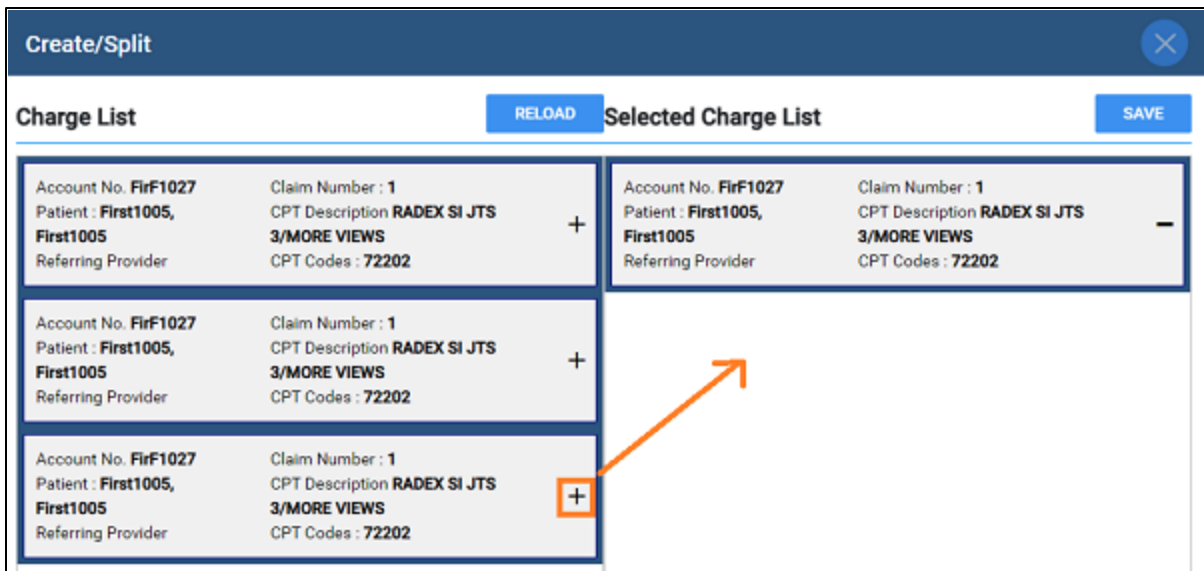 Create/Split
Charge List
RELOAD
Selected Charge List
SAVE
Account No. FirF1027
Patient : First1005,
First1005
Referring Provider
Claim Number : 1
CPT Description RADEX SI JTS
3/MORE VIEWS
CPT Codes : 72202
+
Account No. FirF1027
Patient : First1005,
First1005
Referring Provider
Claim Number : 1
CPT Description RADEX SI JTS
3/MORE VIEWS
CPT Codes : 72202
+
Account No. FirF1027
Patient : First1005,
First1005
Referring Provider
Claim Number : 1
CPT Description RADEX SI JTS
3/MORE VIEWS
CPT Codes : 72202
+
Account No. FirF1027
Patient : First1005,
First1005
Referring Provider
Claim Number : 1
CPT Description RADEX SI JTS
3/MORE VIEWS
CPT Codes : 72202
−